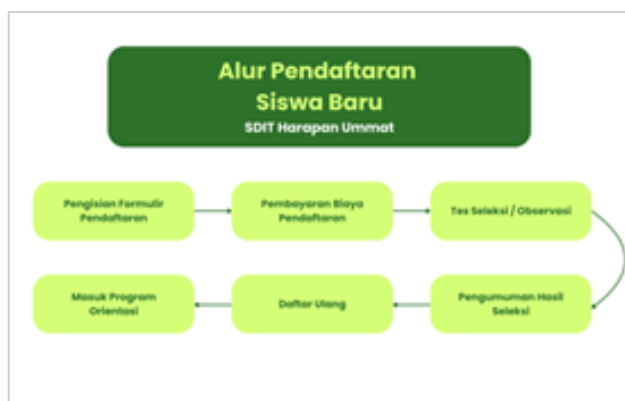 Alur Pendaftaran
Siswa Baru
SDIT Harapan Ummat
Pengisian Formulir
Pendaftaran
Pembayaran Biaya
Pendaftaran
Tes Seleksi / Observasi
Pengumuman Hasil
Seleksi
Daftar Ulang
Masuk Program
Orientasi